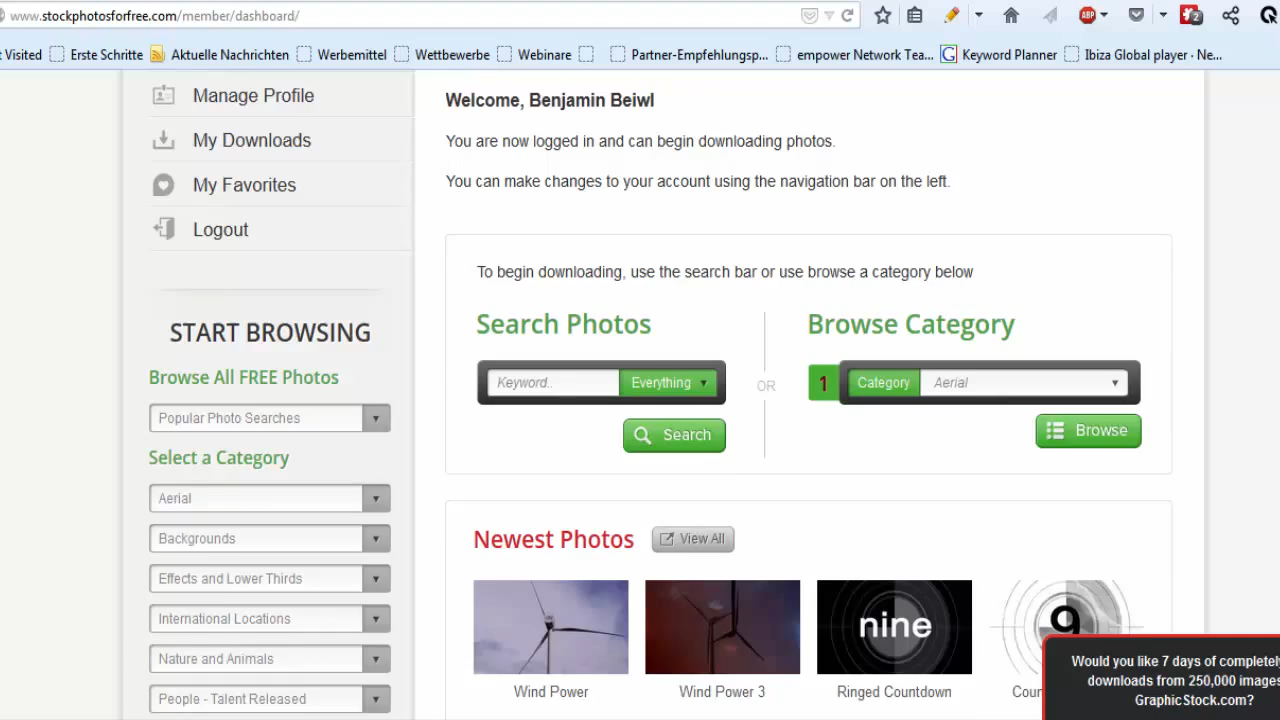 www.stockphotosforfree.com/member/dashboard/
ABP
2
t Visited Erste Schritte Aktuelle Nachrichten Werbemittel Wettbewerbe Webinare Partner-Empfehlungsp... empower Network Tea... G Keyword Planner Ibiza Global player · Ne...
Manage Profile
My Downloads
My Favorites
Logout
START BROWSING
Browse All FREE Photos
Popular Photo Searches
Select a Category
Aerial
Backgrounds
Effects and Lower Thirds
International Locations
Nature and Animals
People - Talent Released
Welcome, Benjamin Beiwl
You are now logged in and can begin downloading photos.
You can make changes to your account using the navigation bar on the left.
To begin downloading, use the search bar or use browse a category below
Search Photos
Keyword..
Everything
Search
OR
Browse Category
1
Category
Aerial
Browse
Newest Photos
View All
nine
9
Wind Power
Wind Power 3
Ringed Countdown
Cour
Would you like 7 days of completel
downloads from 250,000 images
GraphicStock.com?